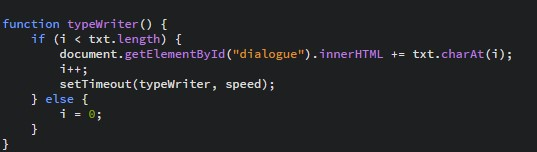 function typeWriter() {
    if (i < txt.length) {
        document.getElementById("dialogue").innerHTML += txt.charAt(i);
        i++;
        setTimeout(typeWriter, speed);
    } else {
        i = 0;
    }
}